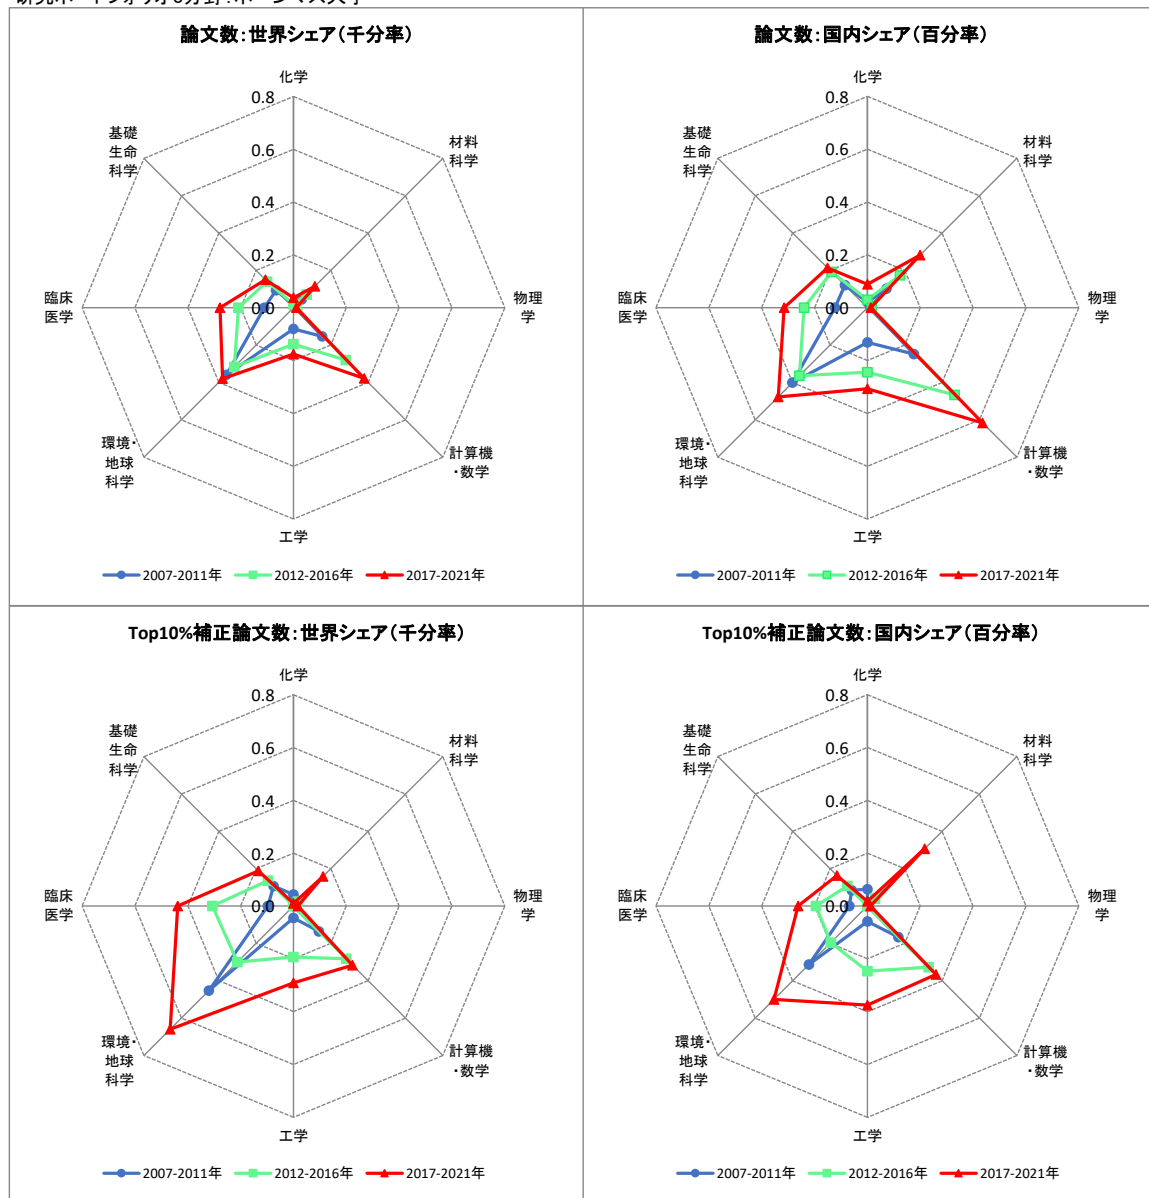 論文数：世界シェア（千分率）
化学
0.8
0.6
0.4
0.2
0.0
材料
科学
物理
学
計算機
・数学
工学
環境・
地球
科学
臨床
医学
基礎
生命
科学
2007-2011年 2012-2016年 2017-2021年
論文数：国内シェア（百分率）
化学
0.8
0.6
0.4
0.2
0.0
材料
科学
物理
学
計算機
・数学
工学
環境・
地球
科学
臨床
医学
基礎
生命
科学
2007-2011年 2012-2016年 2017-2021年
Top10%補正論文数：世界シェア（千分率）
化学
0.8
0.6
0.4
0.2
0.0
材料
科学
物理
学
計算機
・数学
工学
環境・
地球
科学
臨床
医学
基礎
生命
科学
2007-2011年 2012-2016年 2017-2021年
Top10%補正論文数：国内シェア（百分率）
化学
0.8
0.6
0.4
0.2
0.0
材料
科学
物理
学
計算機
・数学
工学
環境・
地球
科学
臨床
医学
基礎
生命
科学
2007-2011年 2012-2016年 2017-2021年